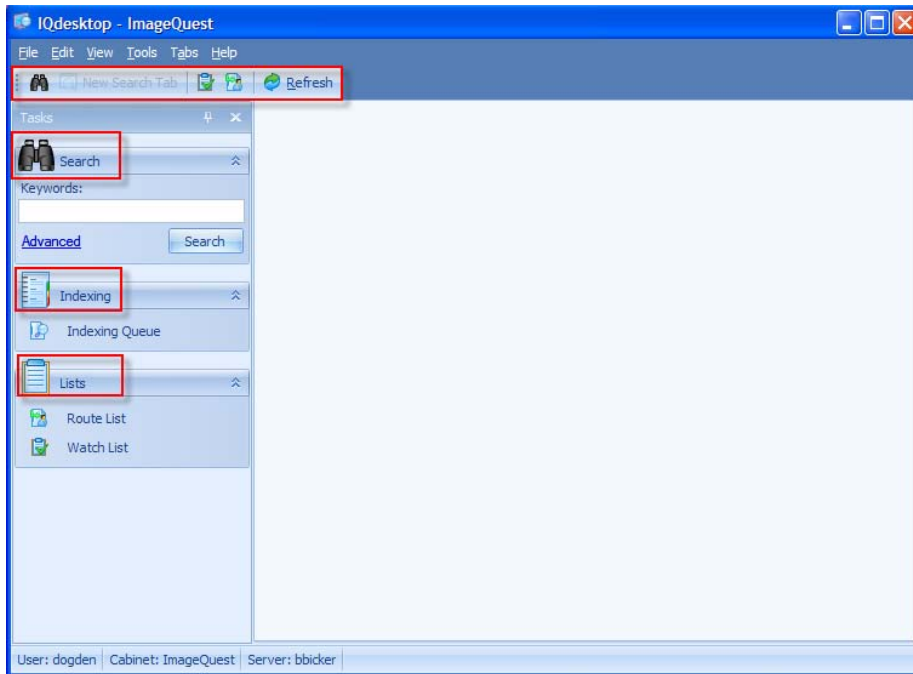 IQdesktop - ImageQuest
File Edit View Tools Tabs Help
New Search Tab Refresh
Tasks
Search
Keywords:
Advanced Search
Indexing
Indexing Queue
Lists
Route List
Watch List
User: dogden Cabinet: ImageQuest Server: bbicker